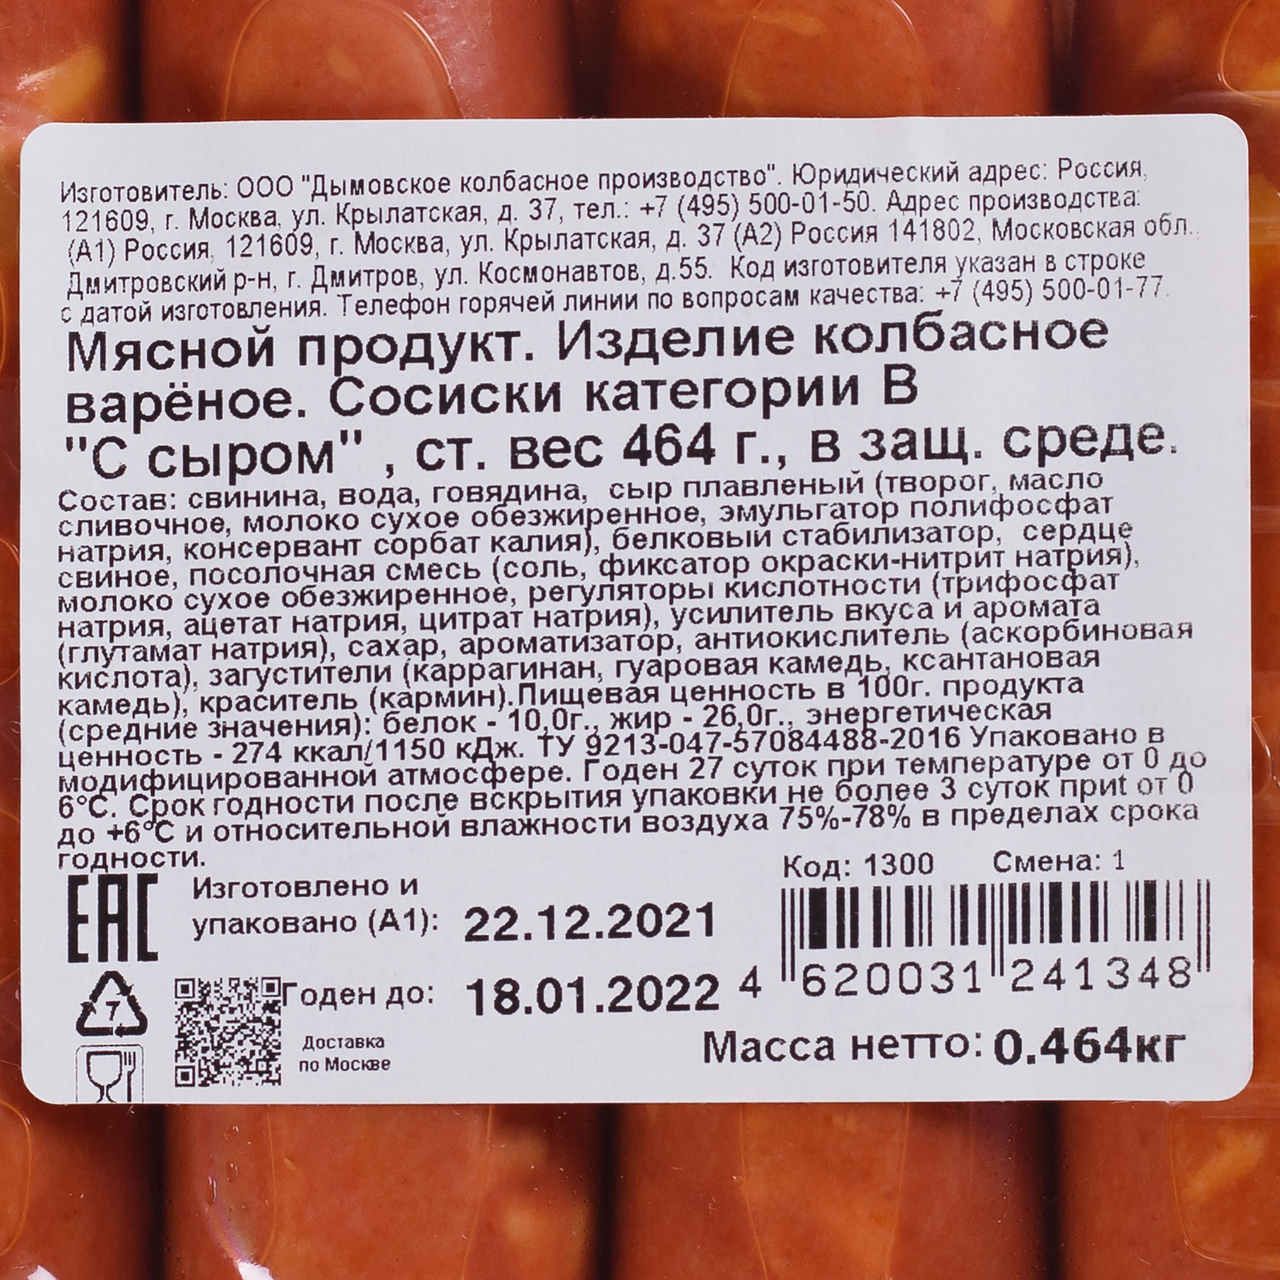 Изготовитель: ООО "Дымовское колбасное производство". Юридический адрес: Россия,
121609, г. Москва, ул. Крылатская, д. 37, тел.: +7 (495) 500-01-50. Адрес производства:
(А1) Россия, 121609, г. Москва, ул. Крылатская, д. 37 (А2) Россия 141802, Московская обл.,
Дмитровский р-н, г. Дмитров, ул. Космонавтов, д.55. Код изготовителя указан в строке
с датой изготовления. Телефон горячей линии по вопросам качества: +7 (495) 500-01-77.
Мясной продукт. Изделие колбасное
варёное. Сосиски категории В
"С сыром" , ст. вес 464 г., в защ. среде.
Состав: свинина, вода, говядина, сыр плавленый (творог, масло
сливочное, молоко сухое обезжиренное, эмульгатор полифосфат
натрия, консервант сорбат калия), белковый стабилизатор, сердце
свиное, посолочная смесь (соль, фиксатор окраски-нитрит натрия),
молоко сухое обезжиренное, регуляторы кислотности (трифосфат
натрия, ацетат натрия, цитрат натрия), усилитель вкуса и аромата
(глутамат натрия), сахар, ароматизатор, антиокислитель (аскорбиновая
кислота), загустители (каррагинан, гуаровая камедь, ксантановая
камедь), краситель (кармин).Пищевая ценность в 100г. продукта
(средние значения): белок - 10,0г., жир - 26,0г., энергетическая
ценность - 274 ккал/1150 кДж. ТУ 9213-047-57084488-2016 Упаковано в
модифицированной атмосфере. Годен 27 суток при температуре от 0 до
6°С. Срок годности после вскрытия упаковки не более 3 суток приt от 0
до +6°С и относительной влажности воздуха 75%-78% в пределах срока
годности.
Код: 1300 Смена: 1
ЕАС
Изготовлено и
упаковано (А1): 22.12.2021
Годен до: 18.01.2022
4 620031 241348
7
Доставка
по Москве
Масса нетто: 0.464кг